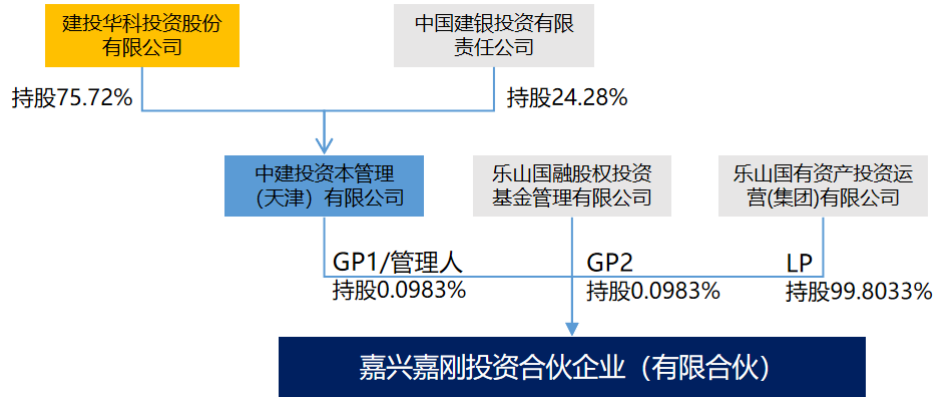 建投华科投资股份
有限公司
中国建银投资有限
责任公司
持股75.72%
持股24.28%
中建投资本管理
（天津）有限公司
乐山国融股权投资
基金管理有限公司
乐山国有资产投资运
营(集团)有限公司
GP1/管理人
持股0.0983%
GP2
持股0.0983%
LP
持股99.8033%
嘉兴嘉刚投资合伙企业（有限合伙）